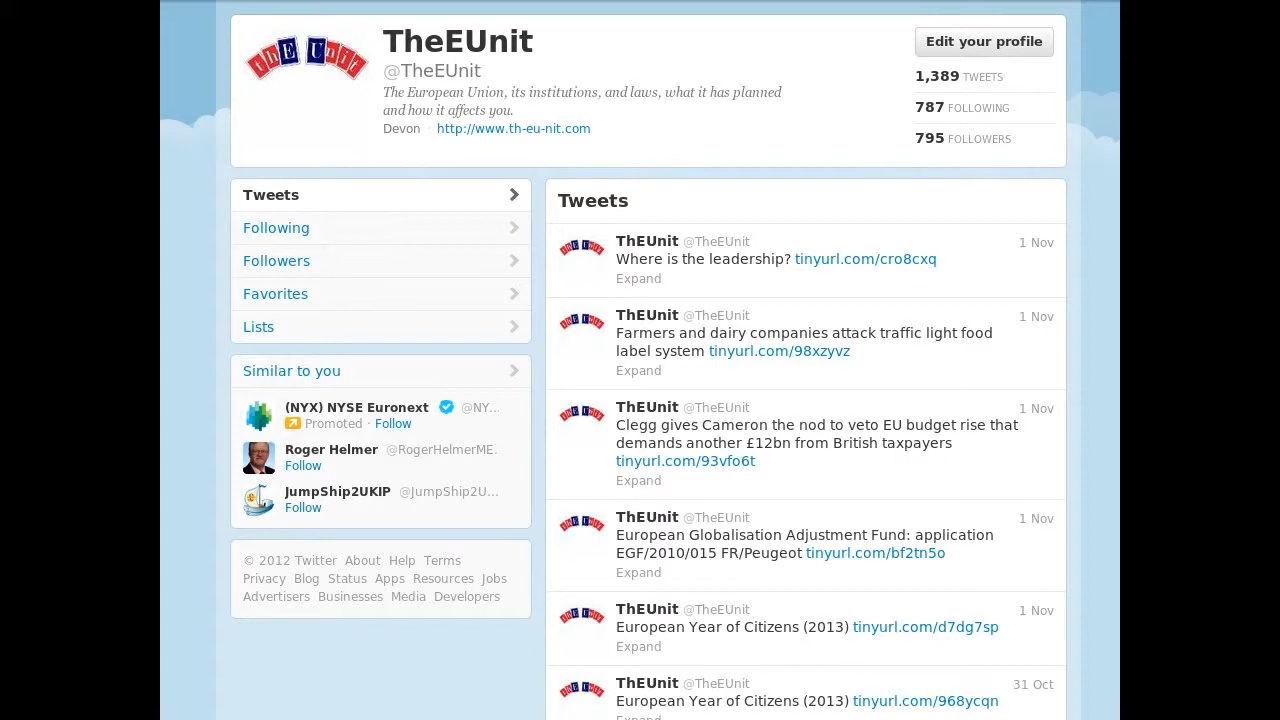 thEUnit
TheEUnit
@TheEUnit
The European Union, its institutions, and laws, what it has planned
and how it affects you.
Devon · http://www.th-eu-nit.com
Edit your profile
1,389 TWEETS
787 FOLLOWING
795 FOLLOWERS
Tweets
Following
Followers
Favorites
Lists
Similar to you
(NYX) NYSE Euronext @NY...
Promoted · Follow
Roger Helmer @RogerHelmerME.
Follow
JumpShip2UKIP @JumpShip2U...
Follow
© 2012 Twitter About Help Terms
Privacy Blog Status Apps Resources Jobs
Advertisers Businesses Media Developers
Tweets
ThEUnit @TheEUnit 1 Nov
Where is the leadership? tinyurl.com/cro8cxq
Expand
ThEUnit @TheEUnit 1 Nov
Farmers and dairy companies attack traffic light food
label system tinyurl.com/98xzyvz
Expand
ThEUnit @TheEUnit 1 Nov
Clegg gives Cameron the nod to veto EU budget rise that
demands another £12bn from British taxpayers
tinyurl.com/93vfo6t
Expand
ThEUnit @TheEUnit 1 Nov
European Globalisation Adjustment Fund: application
EGF/2010/015 FR/Peugeot tinyurl.com/bf2tn5o
Expand
ThEUnit @TheEUnit 1 Nov
European Year of Citizens (2013) tinyurl.com/d7dg7sp
Expand
ThEUnit @TheEUnit 31 Oct
European Year of Citizens (2013) tinyurl.com/968ycqn
Expand